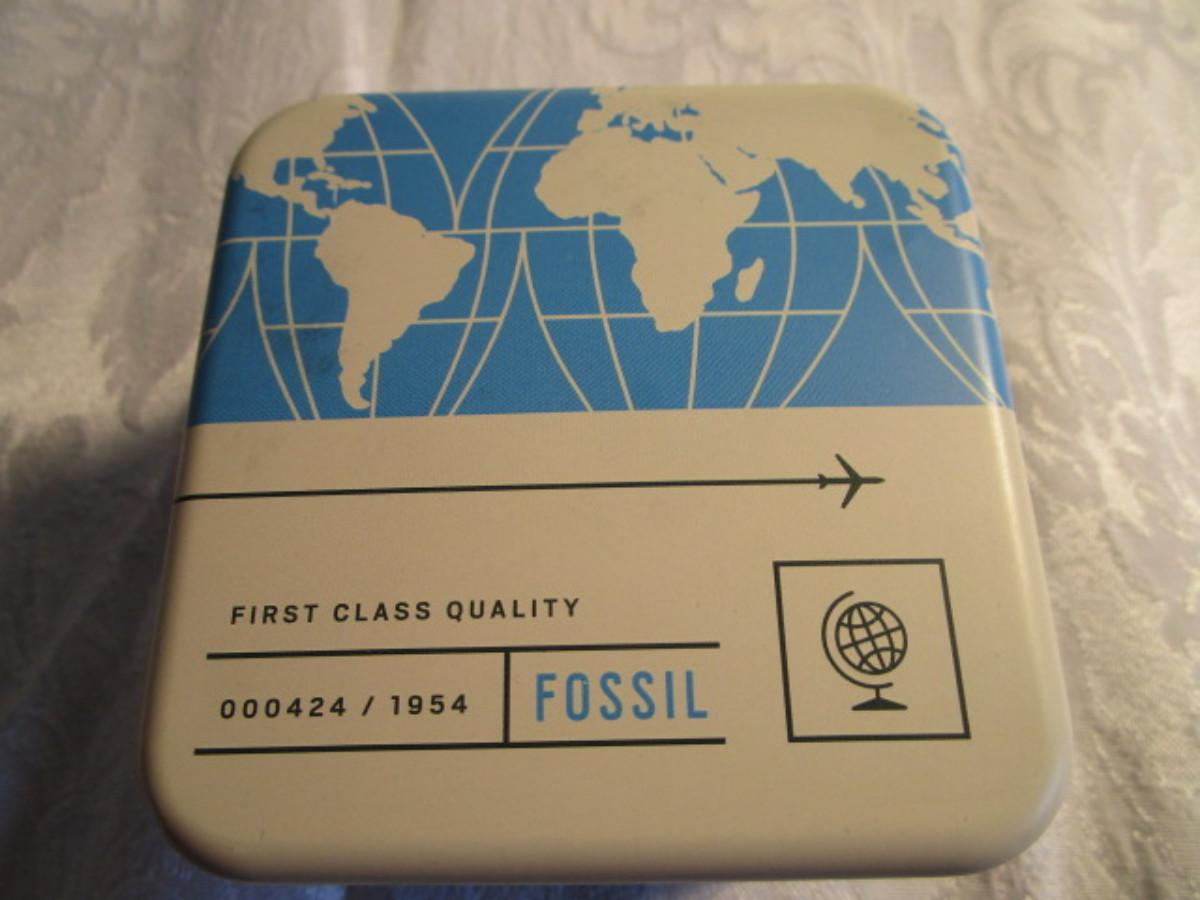 FIRST CLASS QUALITY
000424 / 1954
FOSSIL